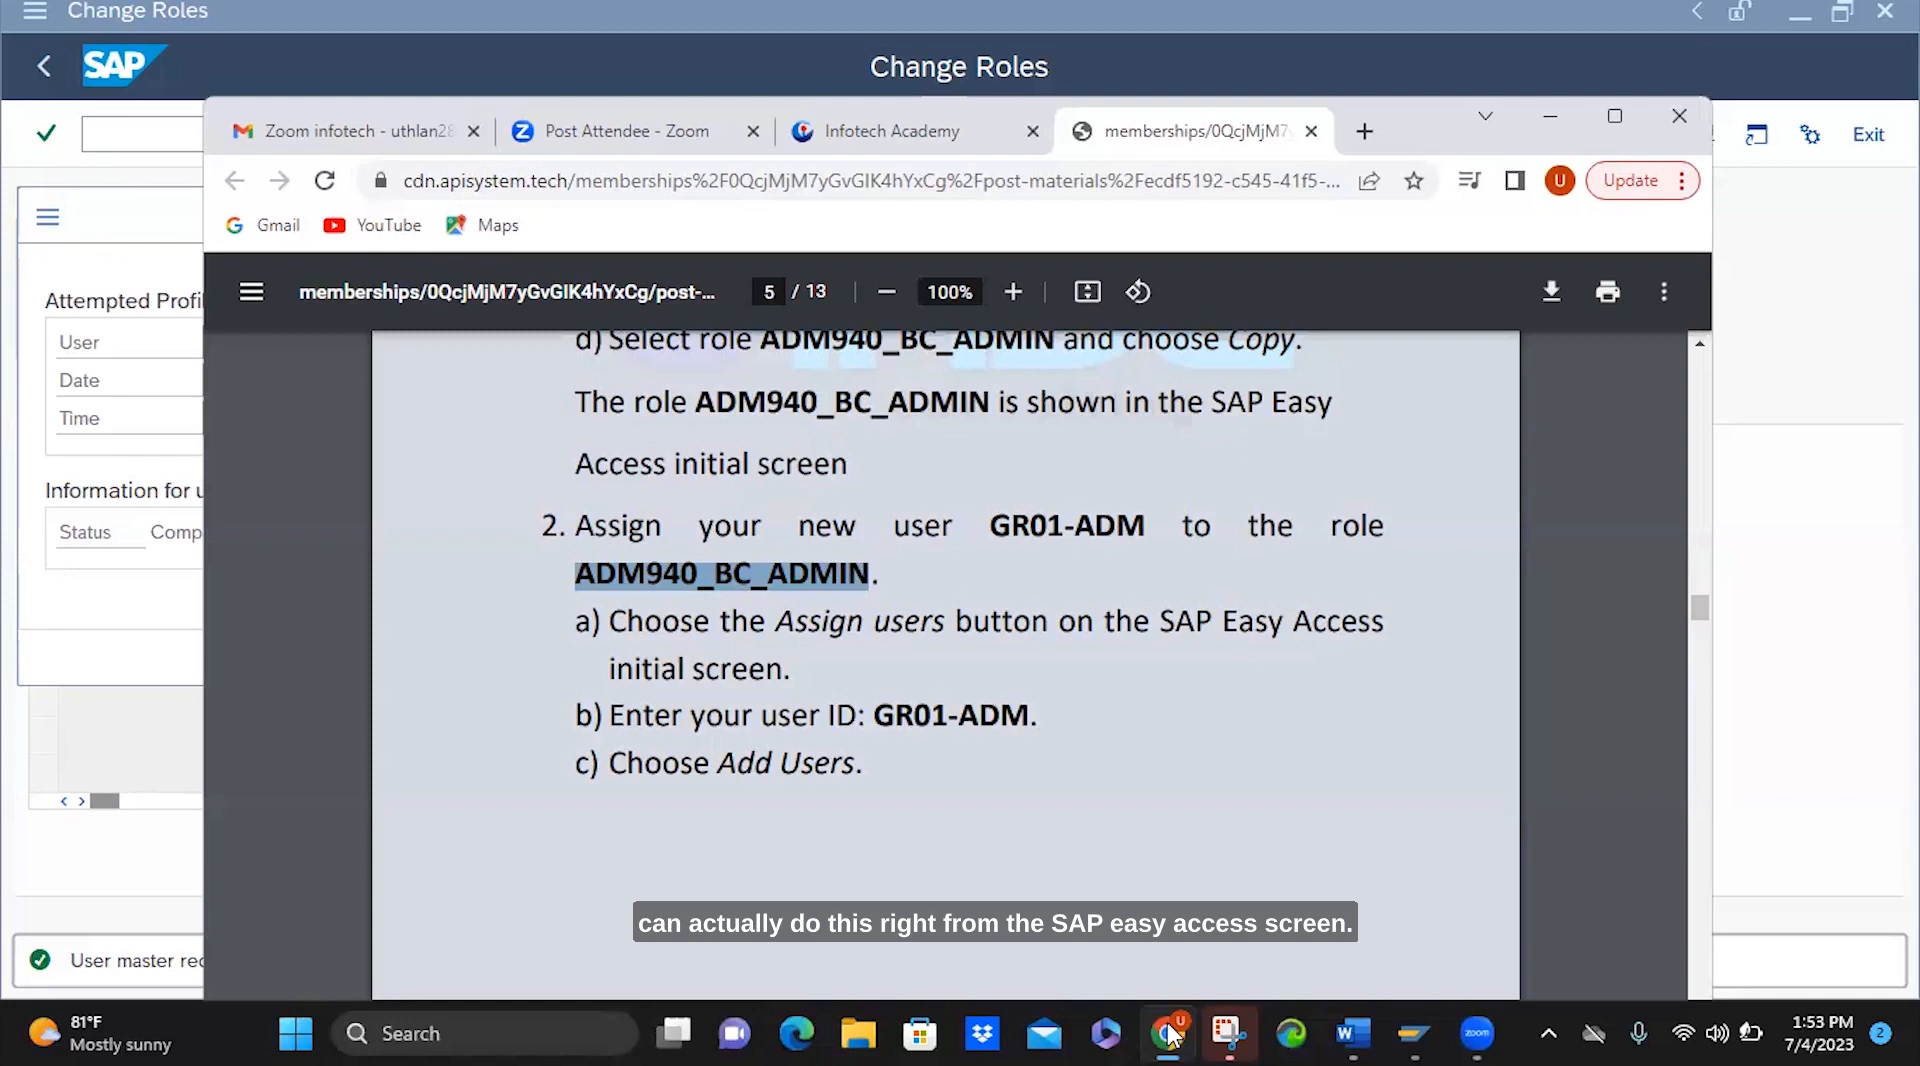 Change Roles
SAP
Change Roles
Exit
Zoom infotech - uthlan28
Post Attendee - Zoom
Infotech Academy
memberships/0QcjMjM7
cdn.apisystem.tech/memberships%2F0QcjMjM7yGvGIK4hYxCg%2Fpost-materials%2Fecdf5192-c545-41f5-...
U
Update
Gmail
YouTube
Maps
memberships/0QcjMjM7yGvGIK4hYxCg/post-...
5 / 13
100%
Attempted Profi
User
Date
Time
Information for u
Status Comp
d) Select role ADM940_BC_ADMIN and choose Copy.
The role ADM940_BC_ADMIN is shown in the SAP Easy
Access initial screen
2. Assign your new user GR01-ADM to the role
ADM940_BC_ADMIN.
a) Choose the Assign users button on the SAP Easy Access
initial screen.
b) Enter your user ID: GR01-ADM.
c) Choose Add Users.
can actually do this right from the SAP easy access screen.
User master rec
81°F
Mostly sunny
Search
U
zoom
1:53 PM
7/4/2023
2